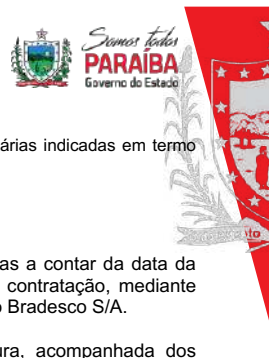 Somos todos
PARAÍBA
Governo do Estado
árias indicadas em termo
as a contar da data da
contratação, mediante
o Bradesco S/A.
ura, acompanhada dos